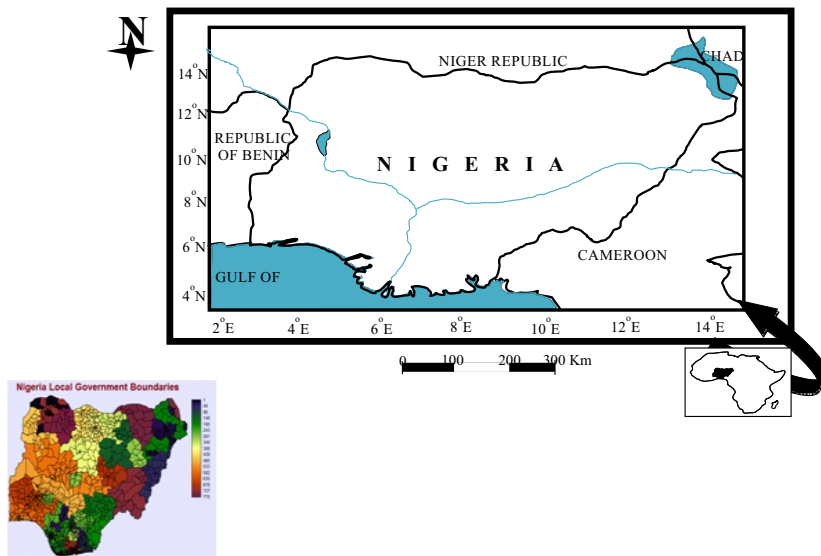 N
NIGER REPUBLIC
CHAD
14° N
12° N
REPUBLIC
OF BENIN
10° N
N I G E R I A
8° N
6° N
CAMEROON
GULF OF
4° N
2° E 4° E 6° E 8° E 10° E 12° E 14° E
0 100 200 300 Km
Nigeria Local Government Boundaries